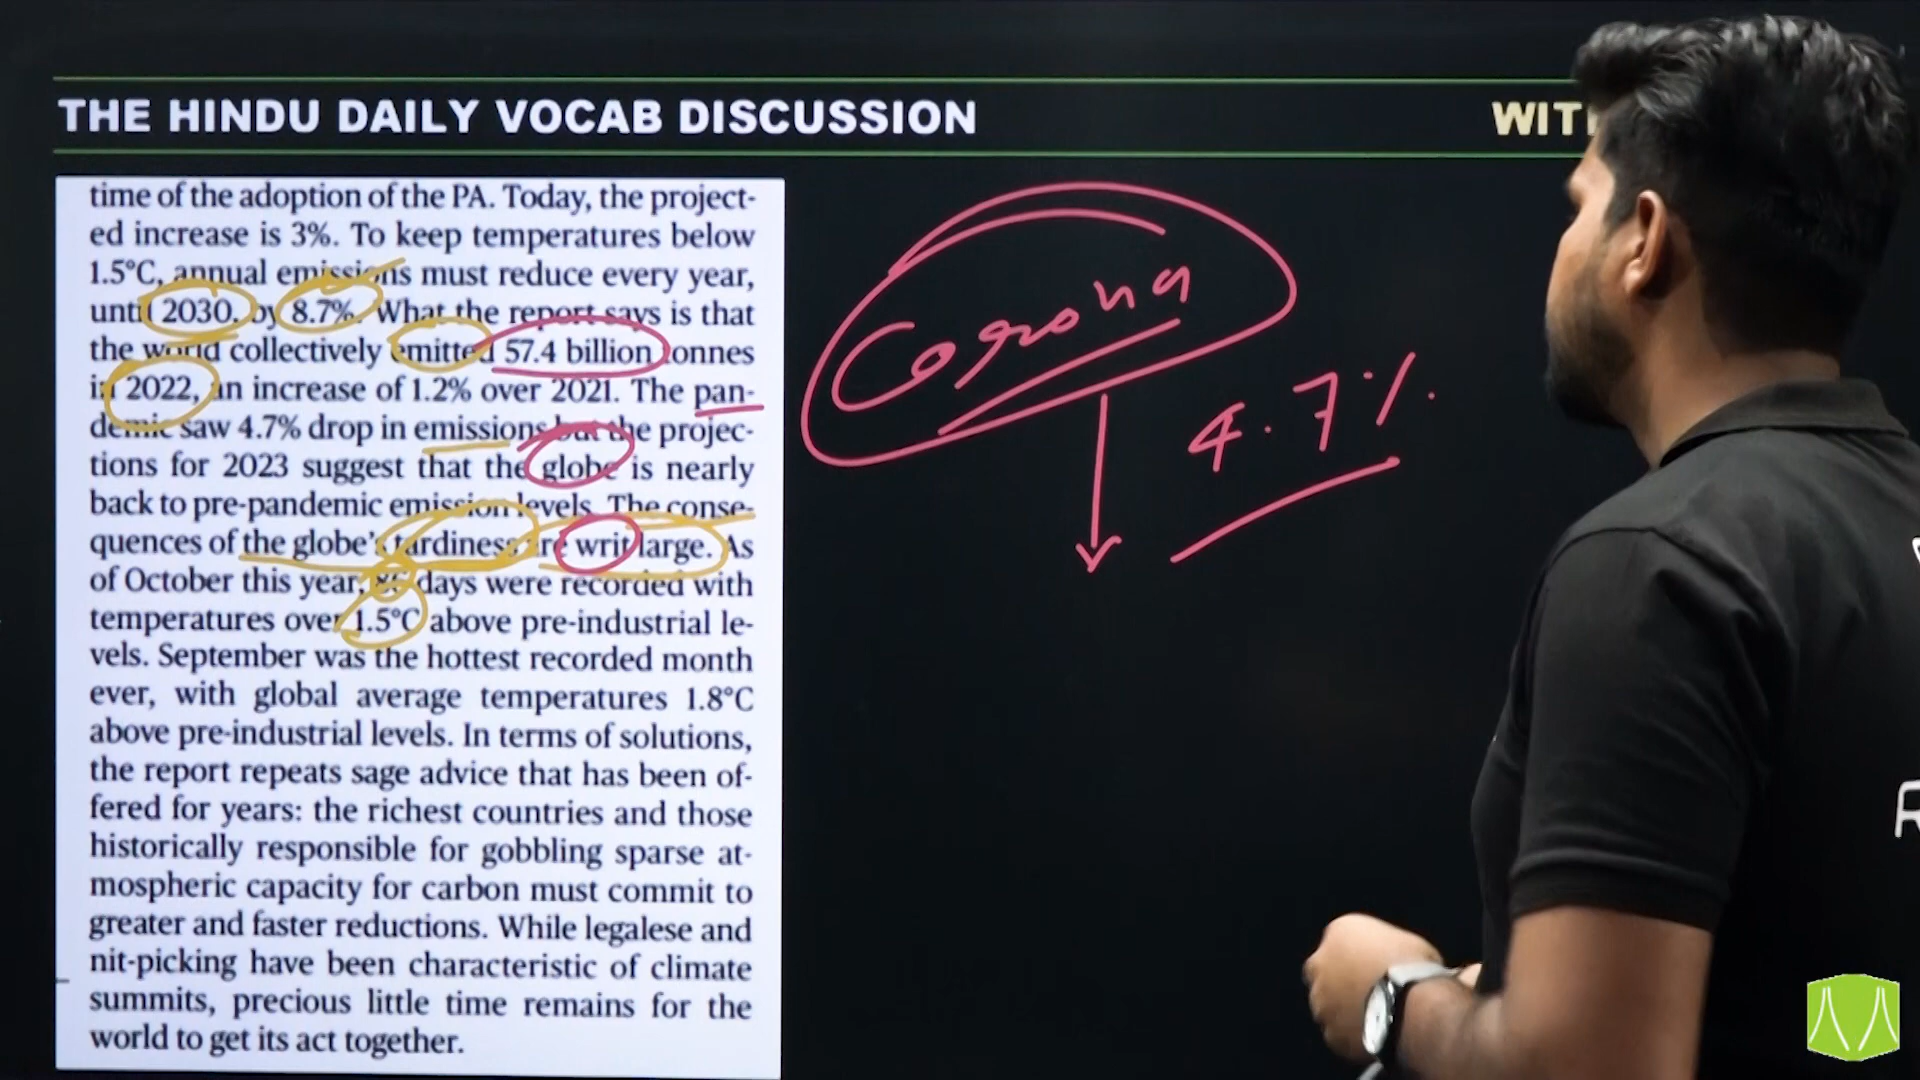 THE HINDU DAILY VOCAB DISCUSSION
WIT
time of the adoption of the PA. Today, the project-
ed increase is 3%. To keep temperatures below
1.5°C, annual emissions must reduce every year,
until 2030, by 8.7%. What the report says is that
the world collectively emitted 57.4 billion tonnes
in 2022, an increase of 1.2% over 2021. The pan-
demic saw 4.7% drop in emissions but the projec-
tions for 2023 suggest that the globe is nearly
back to pre-pandemic emission levels. The conse-
quences of the globe's tardiness are writ large. As
of October this year, 86 days were recorded with
temperatures over 1.5°C above pre-industrial le-
vels. September was the hottest recorded month
ever, with global average temperatures 1.8°C
above pre-industrial levels. In terms of solutions,
the report repeats sage advice that has been of-
fered for years: the richest countries and those
historically responsible for gobbling sparse at-
mospheric capacity for carbon must commit to
greater and faster reductions. While legalese and
nit-picking have been characteristic of climate
summits, precious little time remains for the
world to get its act together.
Corona
4.7%.
R